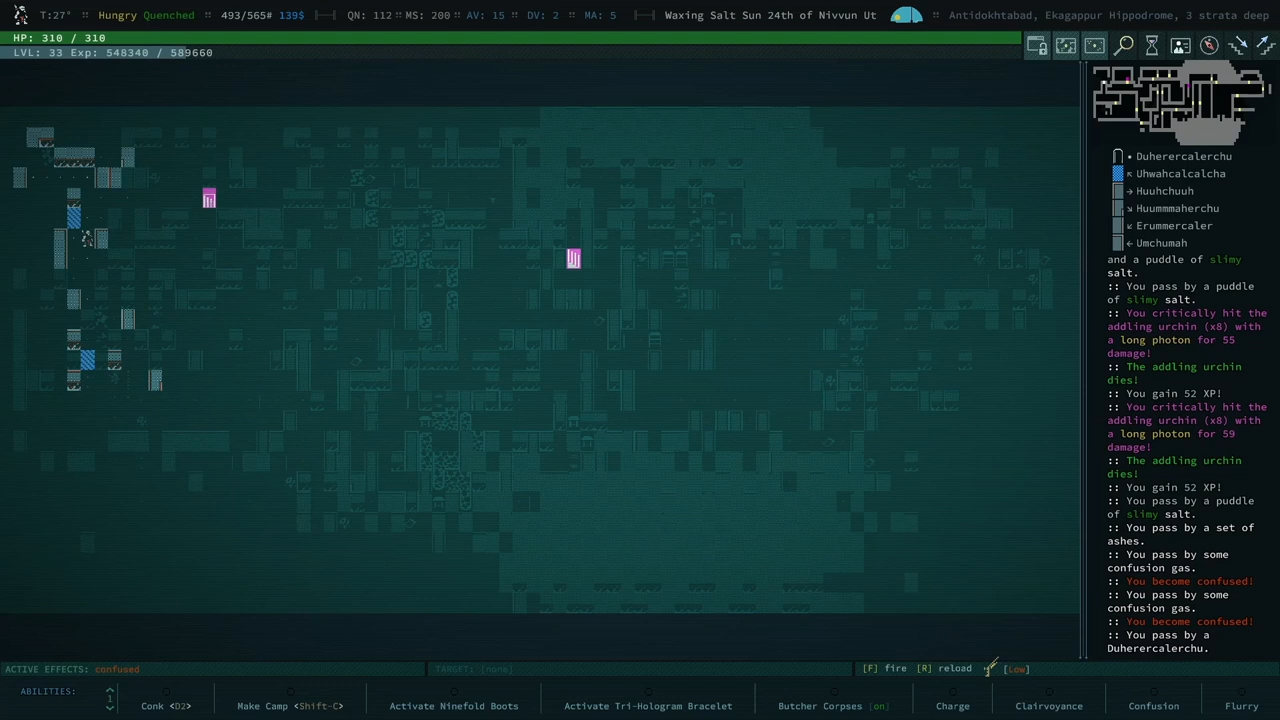 T:27° Hungry Quenched 493/565# 139$ QN: 112 MS: 200 AV: 15 DV: 2 MA: 5 Waxing Salt Sun 24th of Nivvun Ut Antidokhtabad, Ekagappur Hippodrome, 3 strata deep
HP: 310 / 310
LVL: 33 Exp: 548340 / 589660
Duherercalerchu
Uhwahcalcalcha
Huuhchuuh
Huummmaherchu
Erummercaler
Umchumah
and a puddle of slimy
salt.
:: You pass by a puddle
of slimy salt.
:: You critically hit the
addling urchin (x8) with
a long photon for 55
damage!
:: The addling urchin
dies!
:: You gain 52 XP!
:: You critically hit the
addling urchin (x8) with
a long photon for 59
damage!
:: The addling urchin
dies!
:: You gain 52 XP!
:: You pass by a puddle
of slimy salt.
:: You pass by a set of
ashes.
:: You pass by some
confusion gas.
:: You become confused!
:: You pass by some
confusion gas.
:: You become confused!
:: You pass by a
Duherercalerchu.
ACTIVE EFFECTS: confused TARGET: [none] [F] fire [R] reload [Low]
ABILITIES: 1 Conk <D2> Make Camp <Shift-C> Activate Ninefold Boots Activate Tri-Hologram Bracelet Butcher Corpses [on] Charge Clairvoyance Confusion Flurry